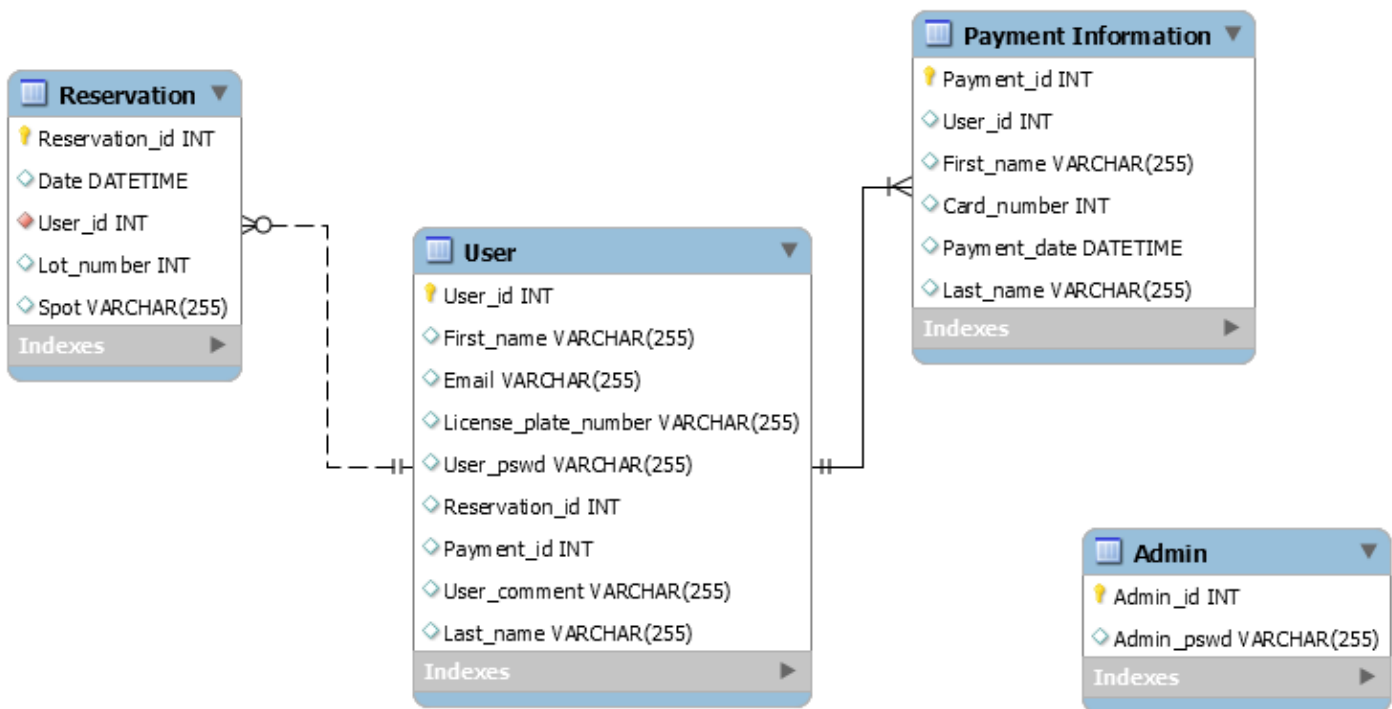 Reservation
Reservation_id INT
Date DATETIME
User_id INT
Lot_number INT
Spot VARCHAR(255)
Indexes
User
User_id INT
First_name VARCHAR(255)
Email VARCHAR(255)
License_plate_number VARCHAR(255)
User_pswd VARCHAR(255)
Reservation_id INT
Payment_id INT
User_comment VARCHAR(255)
Last_name VARCHAR(255)
Indexes
Payment Information
Payment_id INT
User_id INT
First_name VARCHAR(255)
Card_number INT
Payment_date DATETIME
Last_name VARCHAR(255)
Indexes
Admin
Admin_id INT
Admin_pswd VARCHAR(255)
Indexes